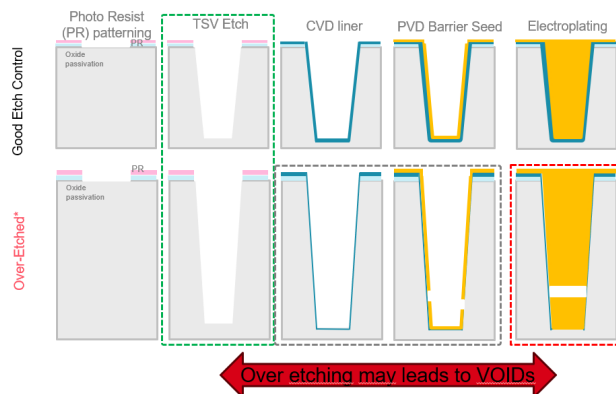 Photo Resist
(PR) patterning
TSV Etch
CVD liner
PVD Barrier Seed
Electroplating
Good Etch Control
PR
Oxide
passivation
Over-Etched*
PR
Oxide
passivation
Over etching may leads to VOIDs